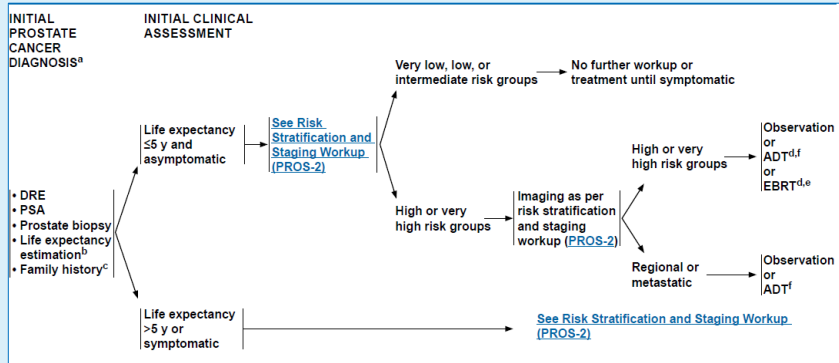 INITIAL
PROSTATE
CANCER
DIAGNOSISa
INITIAL CLINICAL
ASSESSMENT
• DRE
• PSA
• Prostate biopsy
• Life expectancy
estimationb
• Family historyc
Life expectancy
≤5 y and
asymptomatic
See Risk
Stratification and
Staging Workup
(PROS-2)
Very low, low, or
intermediate risk groups
No further workup or
treatment until symptomatic
High or very
high risk groups
Imaging as per
risk stratification
and staging
workup (PROS-2)
High or very
high risk groups
Observation
or
ADTd,f
or
EBRTd,e
Regional or
metastatic
Observation
or
ADTf
Life expectancy
>5 y or
symptomatic
See Risk Stratification and Staging Workup
(PROS-2)